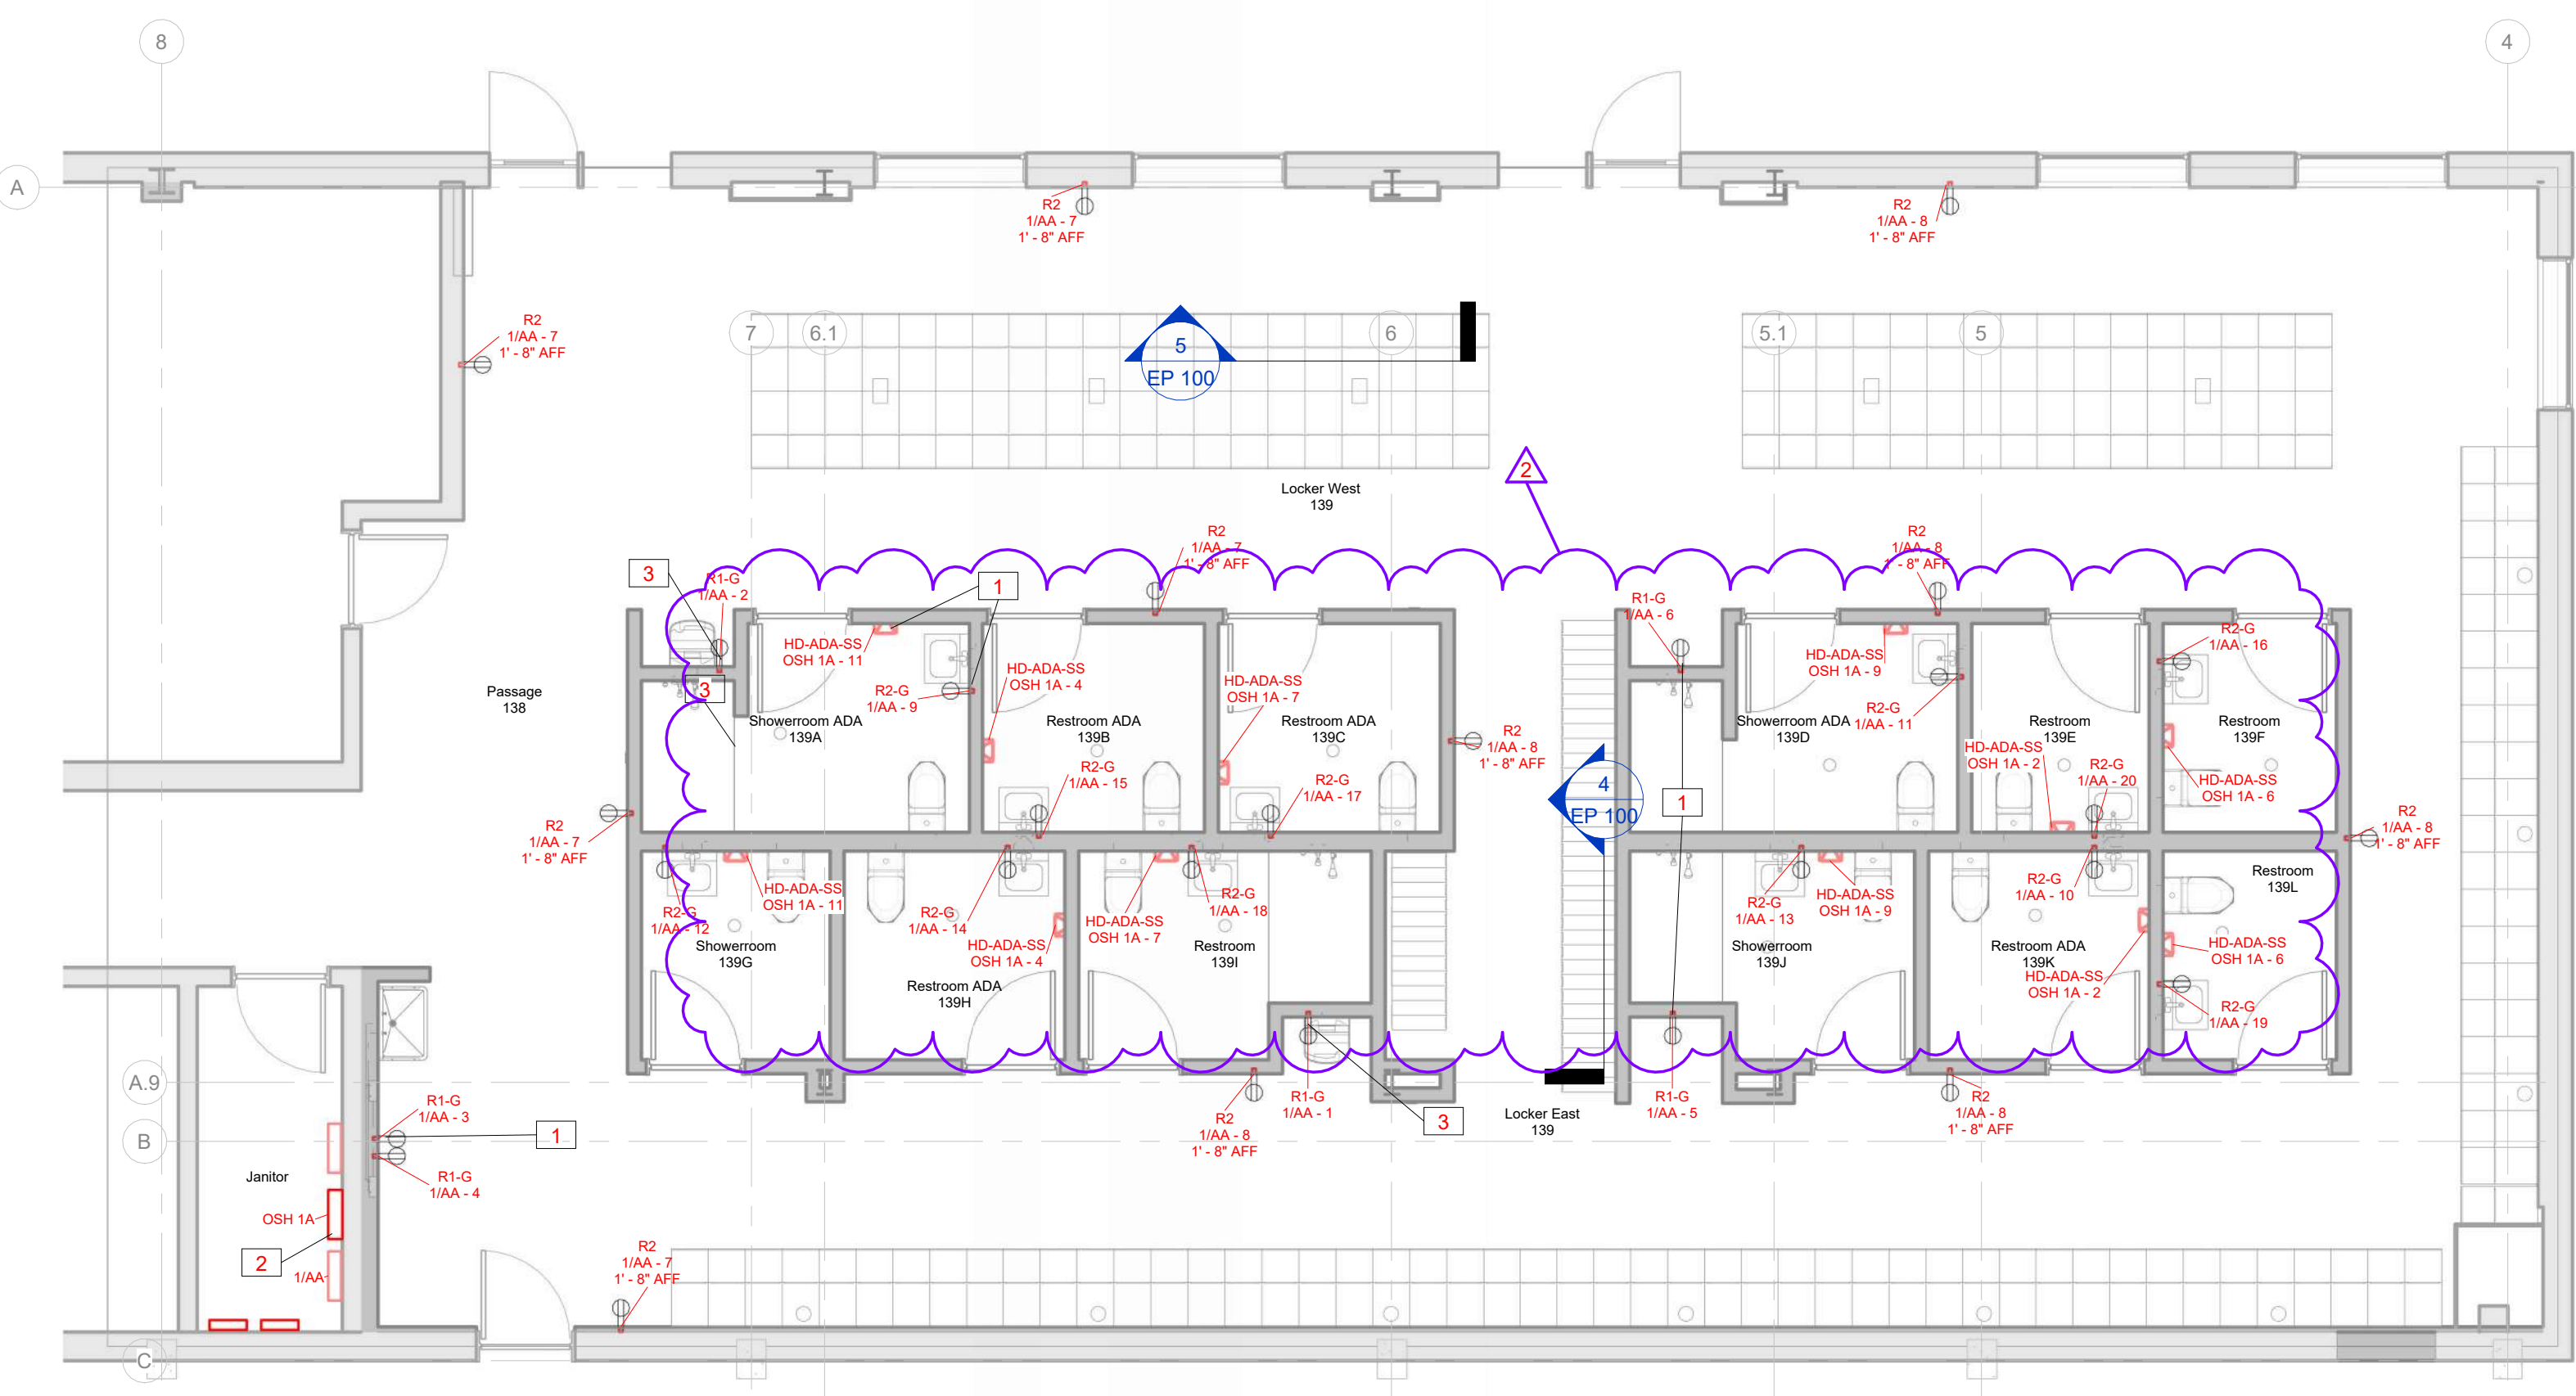 8
4
A
R2
1/AA - 7
1' - 8" AFF
R2
1/AA - 8
1' - 8" AFF
R2
1/AA - 7
1' - 8" AFF
7
6.1
5
EP 100
6
5.1
5
2
Locker West
139
R2
1/AA - 7
1' - 8" AFF
R2
1/AA - 8
1' - 8" AFF
3
R1-G
1/AA - 2
1
R1-G
1/AA - 6
HD-ADA-SS
OSH 1A - 11
HD-ADA-SS
OSH 1A - 4
HD-ADA-SS
OSH 1A - 7
HD-ADA-SS
OSH 1A - 9
R2-G
1/AA - 16
Passage
138
3
R2-G
1/AA - 9
Showerroom ADA
139A
Restroom ADA
139B
Restroom ADA
139C
R2
1/AA - 8
1' - 8" AFF
Showerroom ADA
139D
R2-G
1/AA - 11
Restroom
139E
Restroom
139F
R2-G
1/AA - 15
R2-G
1/AA - 17
4
EP 100
1
HD-ADA-SS
OSH 1A - 2
R2-G
1/AA - 20
HD-ADA-SS
OSH 1A - 6
R2
1/AA - 7
1' - 8" AFF
R2
1/AA - 8
1' - 8" AFF
HD-ADA-SS
OSH 1A - 11
R2-G
1/AA - 12
Showerroom
139G
R2-G
1/AA - 14
HD-ADA-SS
OSH 1A - 4
Restroom ADA
139H
HD-ADA-SS
OSH 1A - 7
R2-G
1/AA - 18
Restroom
139I
R2-G
1/AA - 13
HD-ADA-SS
OSH 1A - 9
Showerroom
139J
R2-G
1/AA - 10
Restroom ADA
139K
HD-ADA-SS
OSH 1A - 2
Restroom
139L
HD-ADA-SS
OSH 1A - 6
R2-G
1/AA - 19
A.9
R1-G
1/AA - 3
1
B
R1-G
1/AA - 4
R2
1/AA - 8
1' - 8" AFF
R1-G
1/AA - 1
3
Locker East
139
R1-G
1/AA - 5
R2
1/AA - 8
1' - 8" AFF
Janitor
OSH 1A
2
1/AA
R2
1/AA - 7
1' - 8" AFF
C